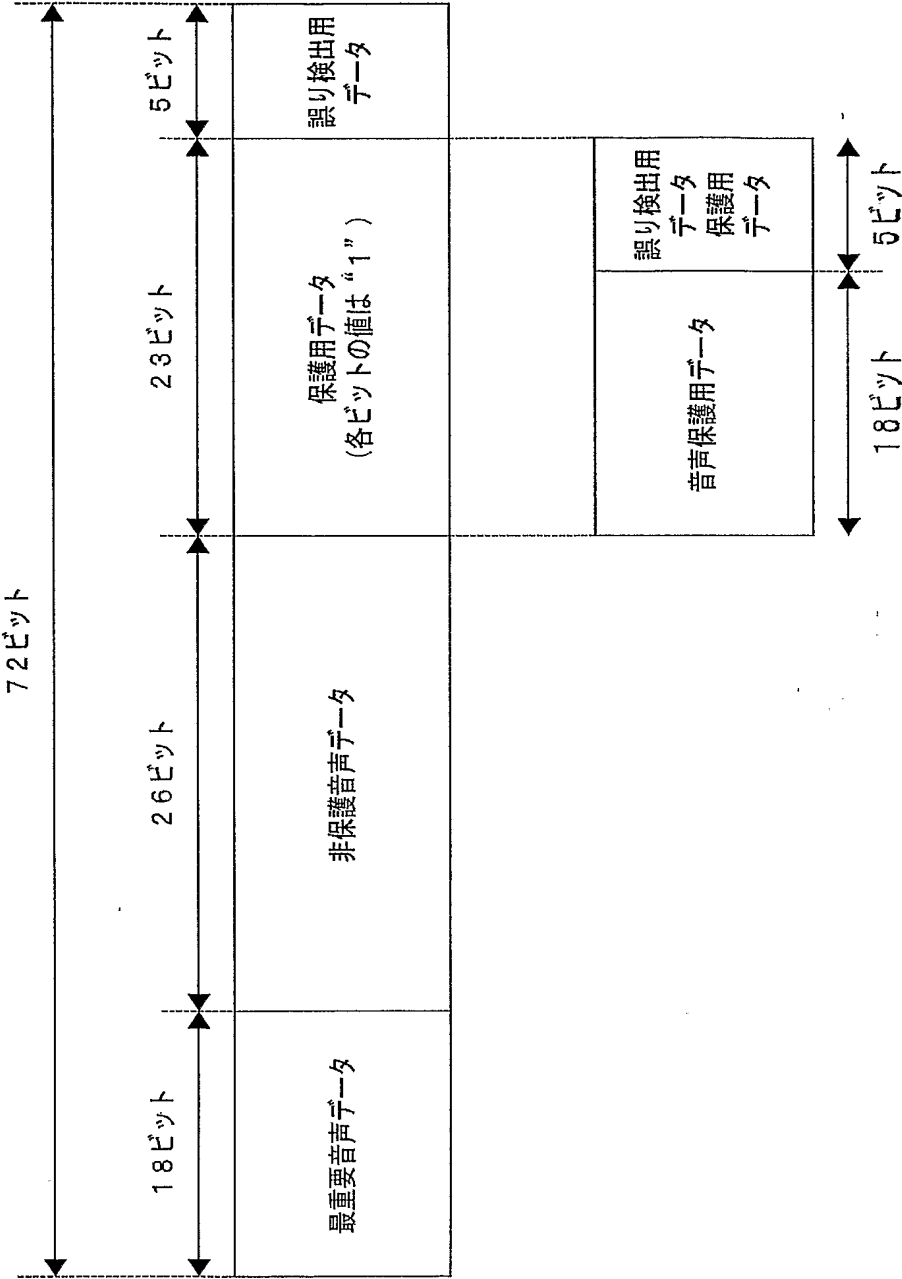 72ビット
18ビット
26ビット
23ビット
5ビット
最重要音声データ
非保護音声データ
保護用データ
(各ビットの値は“1”)
誤り検出用
データ
音声保護用データ
誤り検出用
データ
保護用
データ
18ビット
5ビット